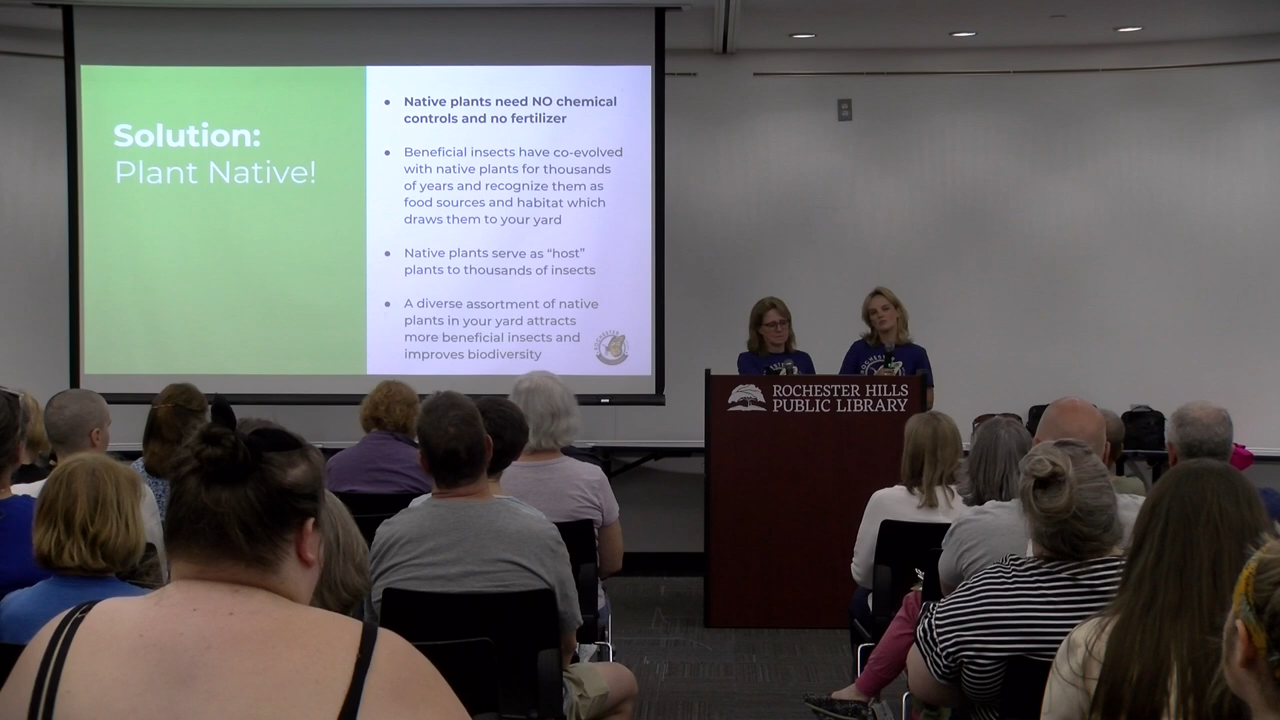 Solution:
Plant Native!
● Native plants need NO chemical
controls and no fertilizer
● Beneficial insects have co-evolved
with native plants for thousands
of years and recognize them as
food sources and habitat which
draws them to your yard
● Native plants serve as “host”
plants to thousands of insects
● A diverse assortment of native
plants in your yard attracts
more beneficial insects and
improves biodiversity
ROCHESTER
ROCHESTER HILLS
PUBLIC LIBRARY